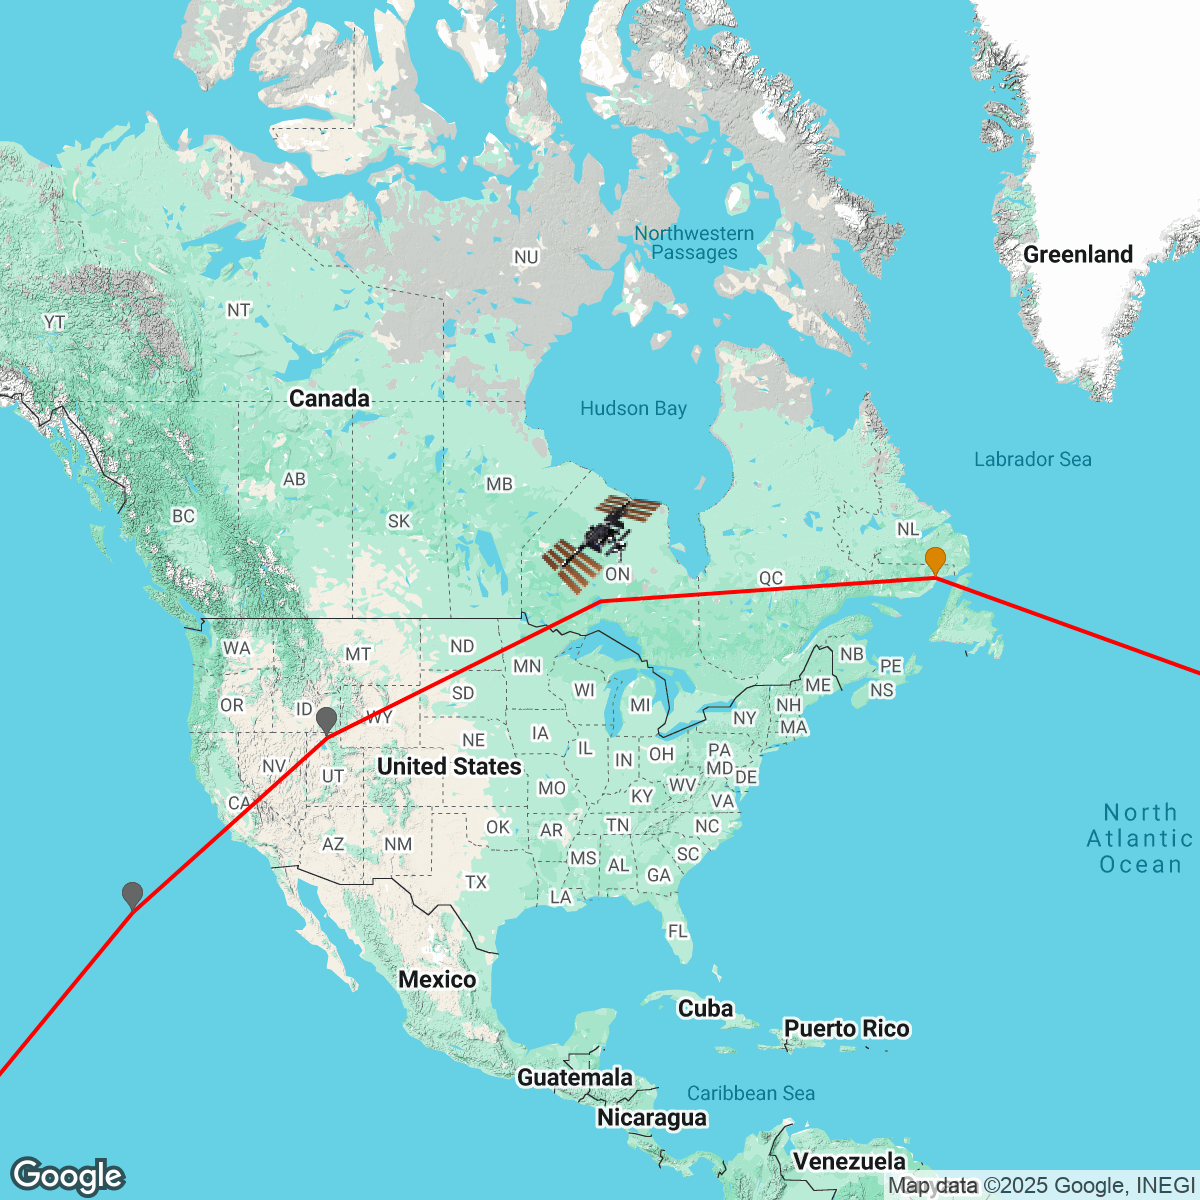 Northwestern
Passages
NU
Greenland
NT
YT
Canada
Hudson Bay
Labrador Sea
AB
MB
BC
SK
NL
ON
QC
WA
MT
ND
NB
MN
PE
ME
NS
OR
ID
WY
SD
WI
MI
NH
NY
MA
NV
UT
United States
NE
IA
IL
IN
OH
PA
MD
DE
MO
KY
WV
VA
CA
North
Atlantic
Ocean
OK
AR
TN
NC
AZ
NM
MS
AL
SC
GA
TX
LA
FL
Mexico
Cuba
Puerto Rico
Guatemala
Caribbean Sea
Nicaragua
Venezuela
Google
Map data ©2025 Google, INEGI